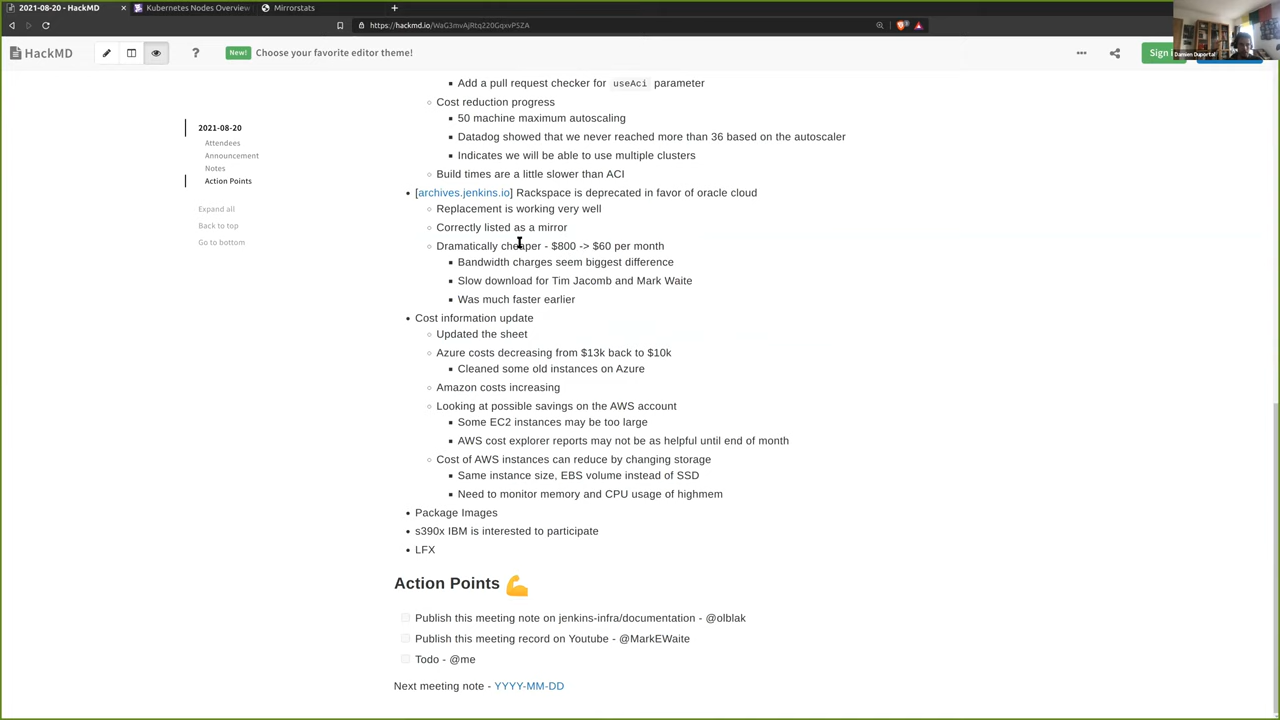 2021-08-20 - HackMD
Kubernetes Nodes Overview
Mirrorstats
https://hackmd.io/WaG3mvAjRtq22OGqxvPSZA
HackMD
New! Choose your favorite editor theme!
Sign i
Damien Duportal
2021-08-20
Attendees
Announcement
Notes
Action Points
Expand all
Back to top
Go to bottom
Add a pull request checker for useAci parameter
Cost reduction progress
50 machine maximum autoscaling
Datadog showed that we never reached more than 36 based on the autoscaler
Indicates we will be able to use multiple clusters
Build times are a little slower than ACI
[archives.jenkins.io] Rackspace is deprecated in favor of oracle cloud
Replacement is working very well
Correctly listed as a mirror
Dramatically cheaper - $800 -> $60 per month
Bandwidth charges seem biggest difference
Slow download for Tim Jacomb and Mark Waite
Was much faster earlier
Cost information update
Updated the sheet
Azure costs decreasing from $13k back to $10k
Cleaned some old instances on Azure
Amazon costs increasing
Looking at possible savings on the AWS account
Some EC2 instances may be too large
AWS cost explorer reports may not be as helpful until end of month
Cost of AWS instances can reduce by changing storage
Same instance size, EBS volume instead of SSD
Need to monitor memory and CPU usage of highmem
Package Images
s390x IBM is interested to participate
LFX
Action Points 💪
Publish this meeting note on jenkins-infra/documentation - @olblak
Publish this meeting record on Youtube - @MarkEWaite
Todo - @me
Next meeting note - YYYY-MM-DD